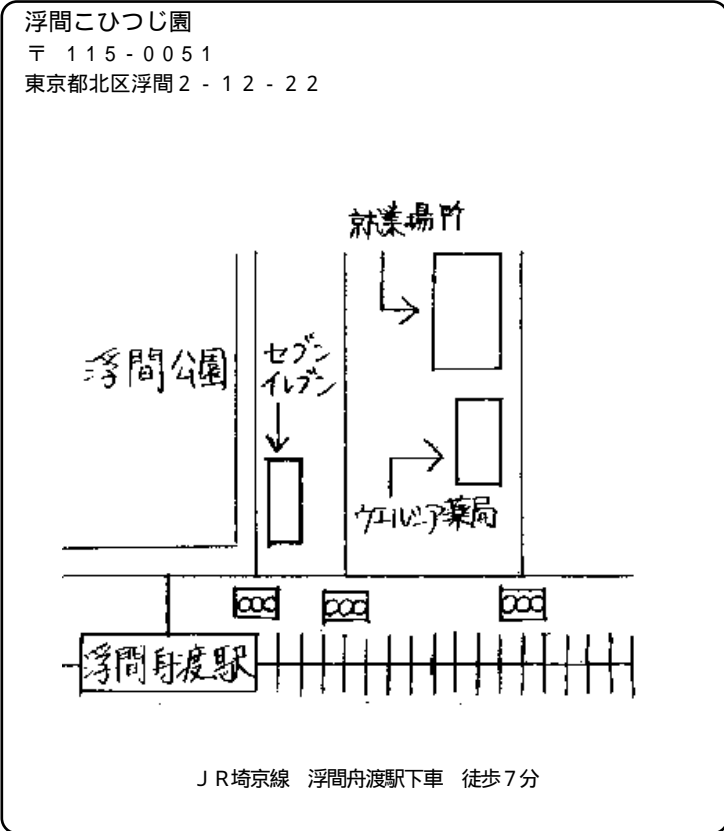 浮間こひつじ園
〒 115-0051
東京都北区浮間2-12-22
就業場所
浮間公園
セブン
イレブン
ウエルシア薬局
浮間舟渡駅
JR埼京線 浮間舟渡駅下車 徒歩7分